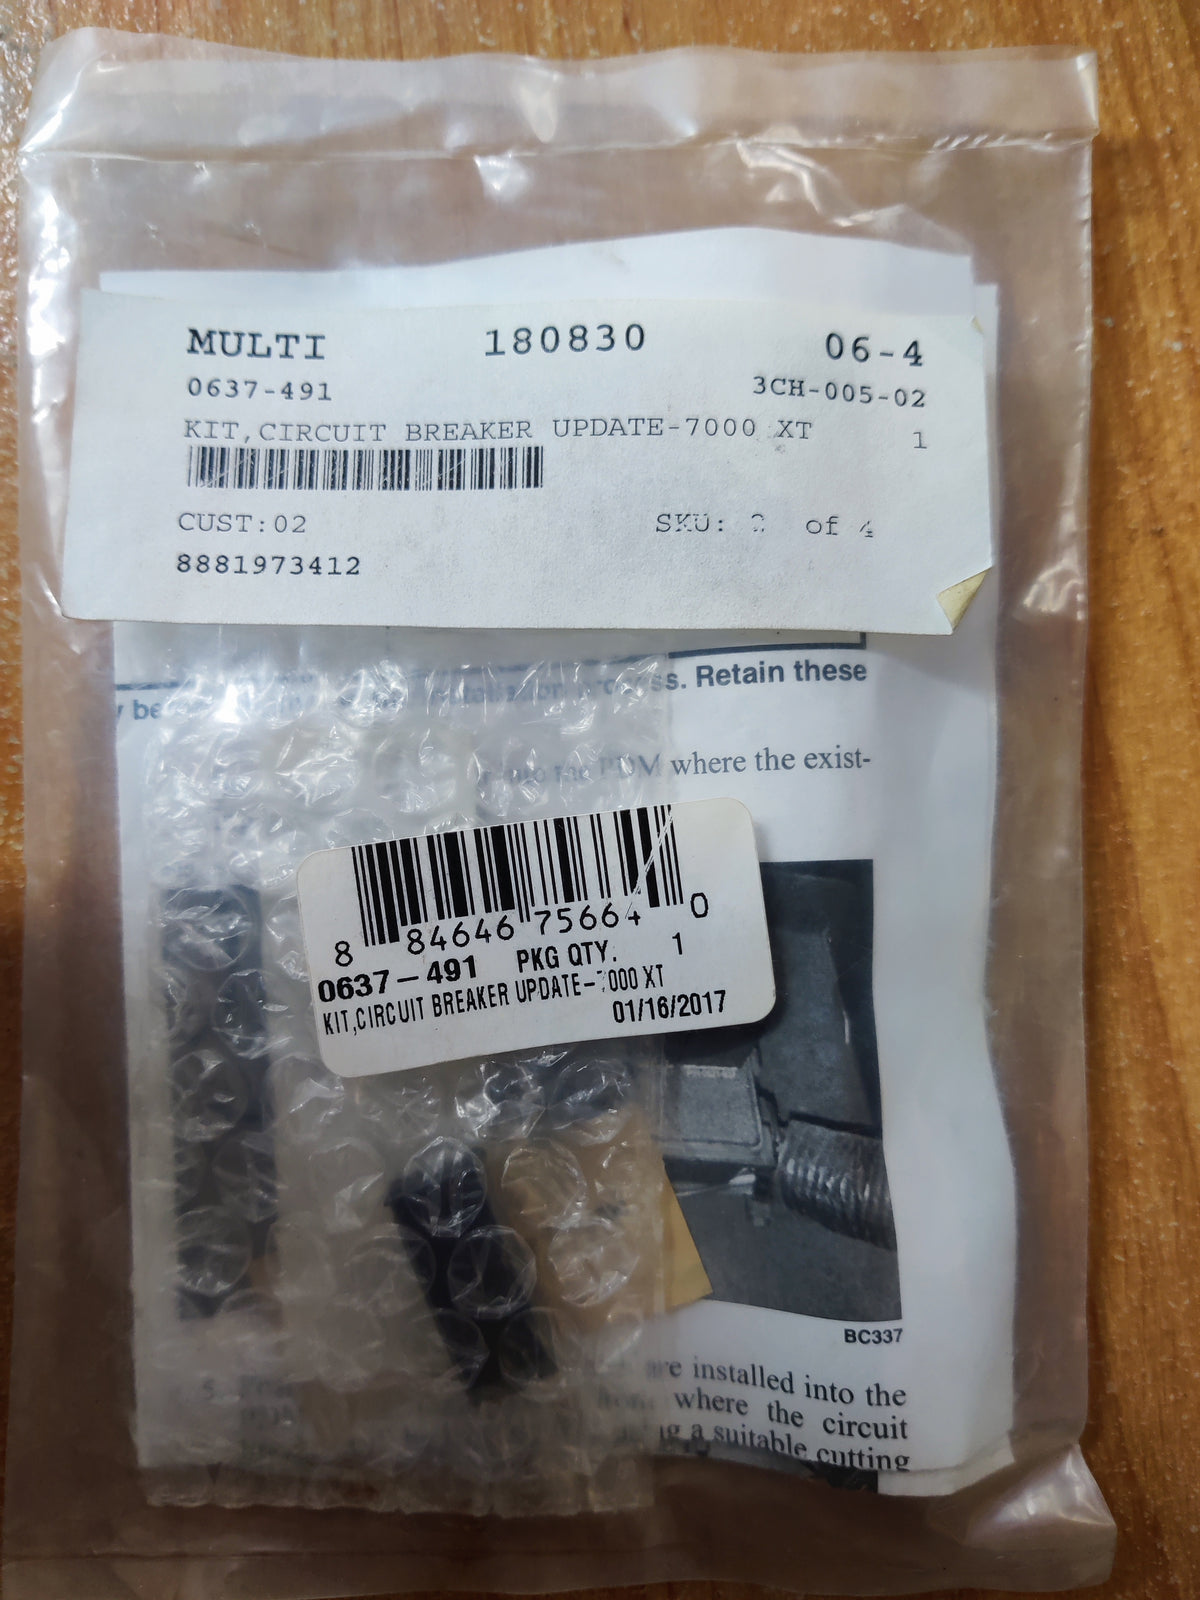 MULTI 180830 06-4
0637-491 3CH-005-02
KIT,CIRCUIT BREAKER UPDATE-7000 XT 1
CUST:02 SKU: of 4
8881973412
Retain these
PDM where the exist-
8 84646 75664 0
0637-491 PKG QTY. 1
KIT,CIRCUIT BREAKER UPDATE-7000 XT
01/16/2017
BC337
are installed into the
from where the circuit
a suitable cutting